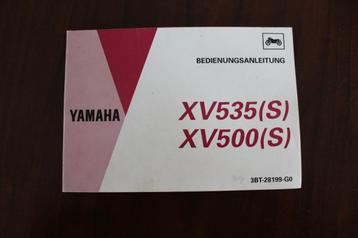 BEDIENUNGSANLEITUNG
YAMAHA
XV535(S)
XV500(S)
3BT-28199-G0